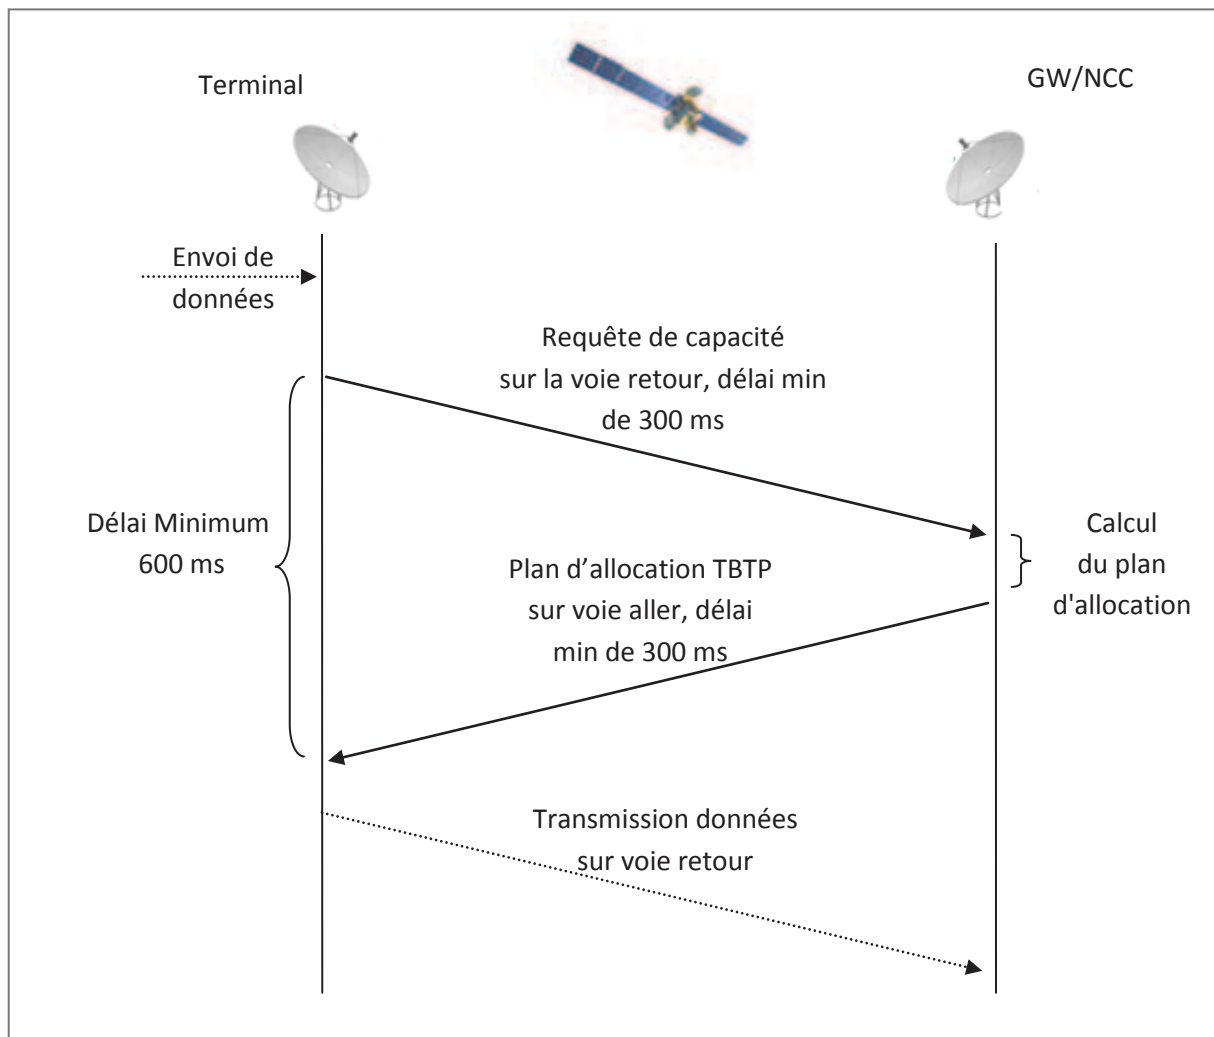 Terminal
GW/NCC
Envoi de
données
Requête de capacité
sur la voie retour, délai min
de 300 ms
Délai Minimum
600 ms
Calcul
du plan
d'allocation
Plan d’allocation TBTP
sur voie aller, délai
min de 300 ms
Transmission données
sur voie retour